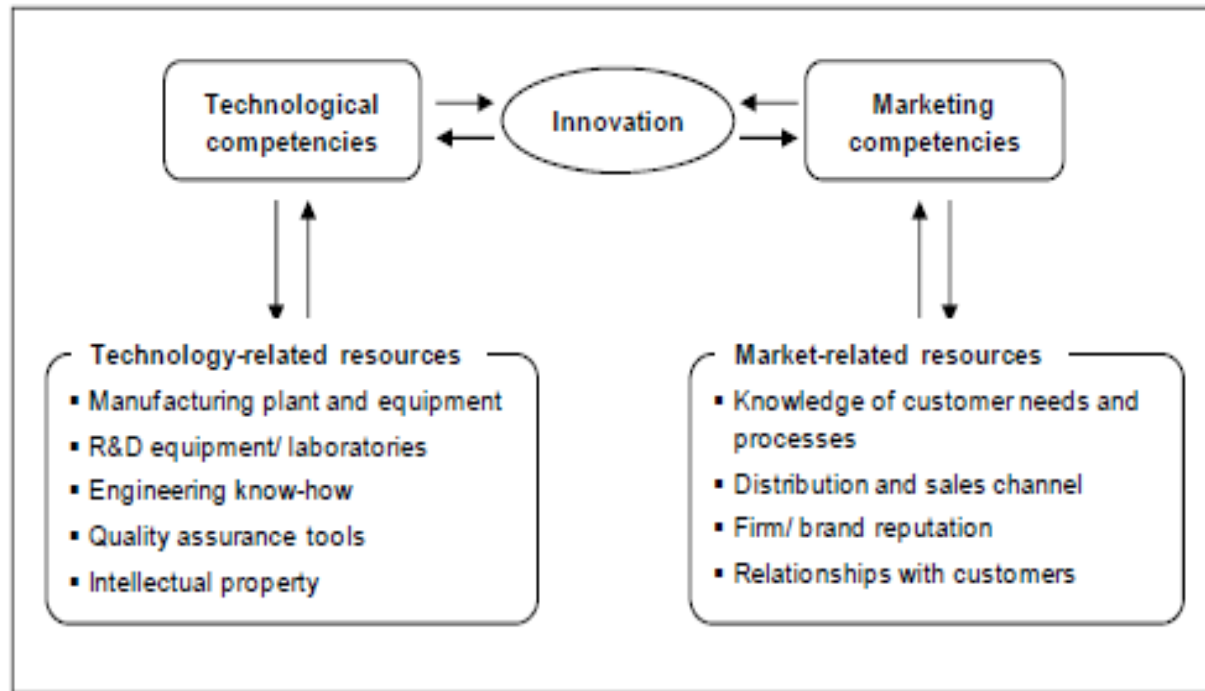 Technological
competencies
Innovation
Marketing
competencies
Technology-related resources
▪ Manufacturing plant and equipment
▪ R&D equipment/ laboratories
▪ Engineering know-how
▪ Quality assurance tools
▪ Intellectual property
Market-related resources
▪ Knowledge of customer needs and
processes
▪ Distribution and sales channel
▪ Firm/ brand reputation
▪ Relationships with customers